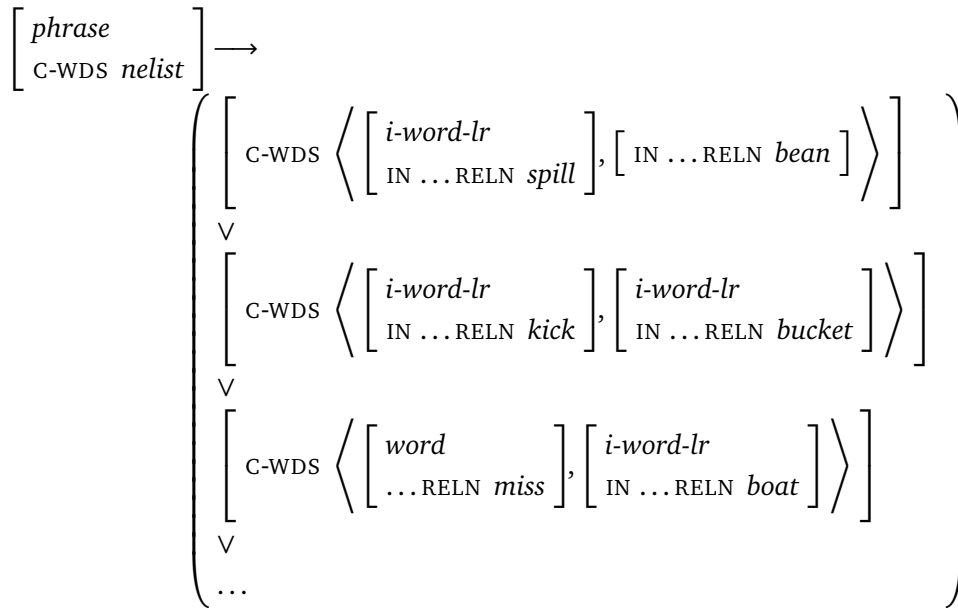 phrase
C-WDS nelist ⟶
C-WDS ⟨ [ i-word-lr
IN …RELN spill ], [ IN …RELN bean ] ⟩
∨
C-WDS ⟨ [ i-word-lr
IN …RELN kick ], [ i-word-lr
IN …RELN bucket ] ⟩
∨
C-WDS ⟨ [ word
…RELN miss ], [ i-word-lr
IN …RELN boat ] ⟩
∨
…